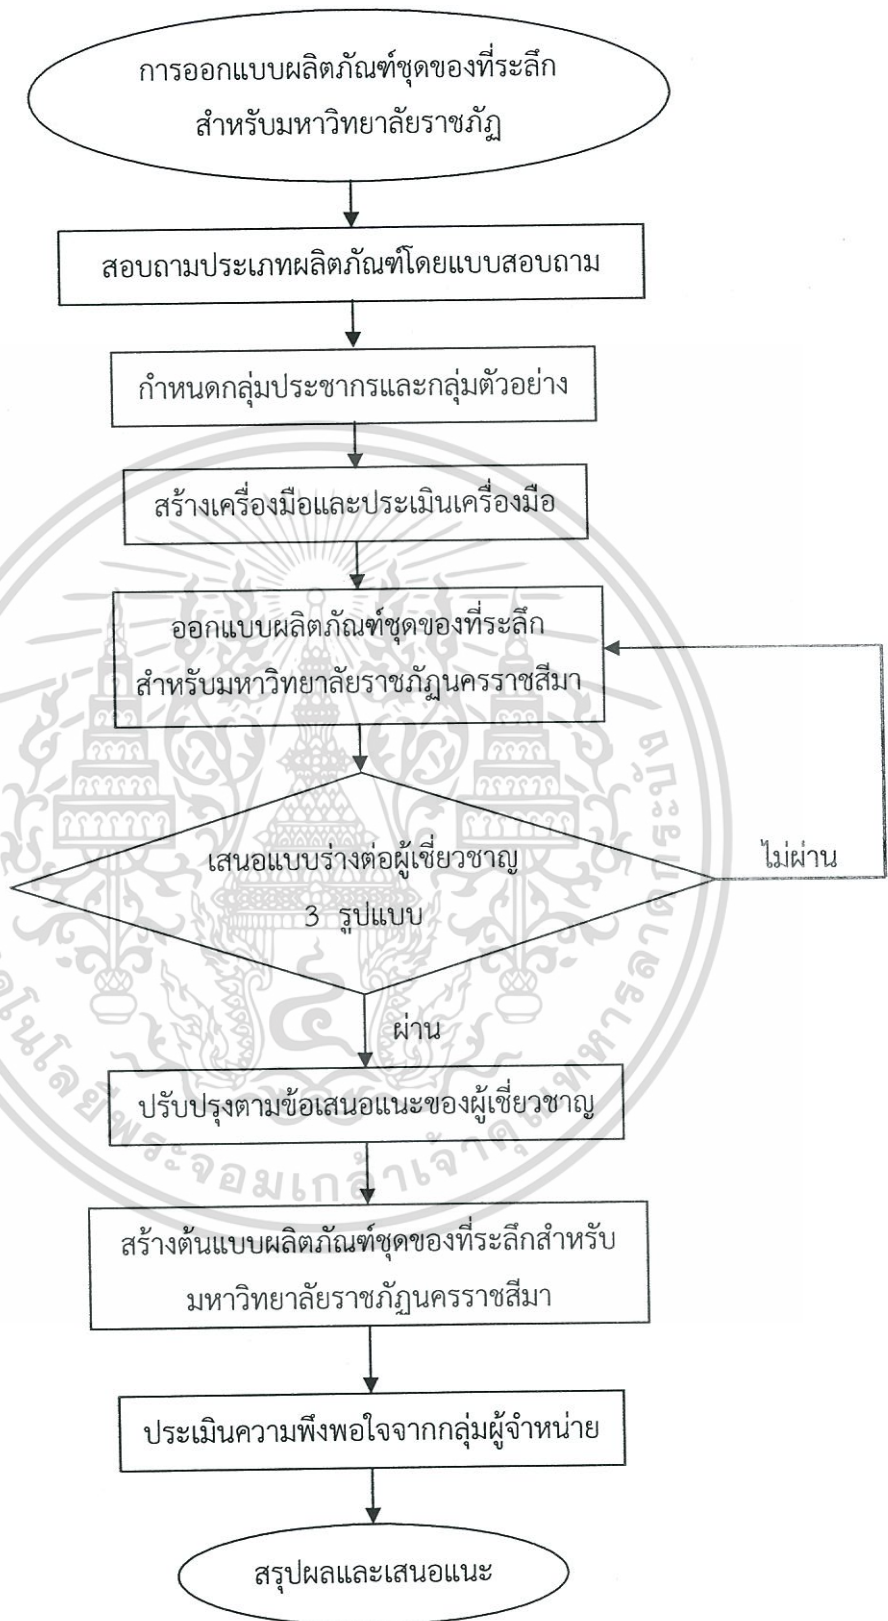 การออกแบบผลิตภัณฑ์ชุดของที่ระลึก
สำหรับมหาวิทยาลัยราชภัฏ
สอบถามประเภทผลิตภัณฑ์โดยแบบสอบถาม
กำหนดกลุ่มประชากรและกลุ่มตัวอย่าง
สร้างเครื่องมือและประเมินเครื่องมือ
ออกแบบผลิตภัณฑ์ชุดของที่ระลึก
สำหรับมหาวิทยาลัยราชภัฏนครราชสีมา
เสนอแบบร่างต่อผู้เชี่ยวชาญ
3 รูปแบบ
ไม่ผ่าน
ผ่าน
ปรับปรุงตามข้อเสนอแนะของผู้เชี่ยวชาญ
สร้างต้นแบบผลิตภัณฑ์ชุดของที่ระลึกสำหรับ
มหาวิทยาลัยราชภัฏนครราชสีมา
ประเมินความพึงพอใจจากกลุ่มผู้จำหน่าย
สรุปผลและเสนอแนะ